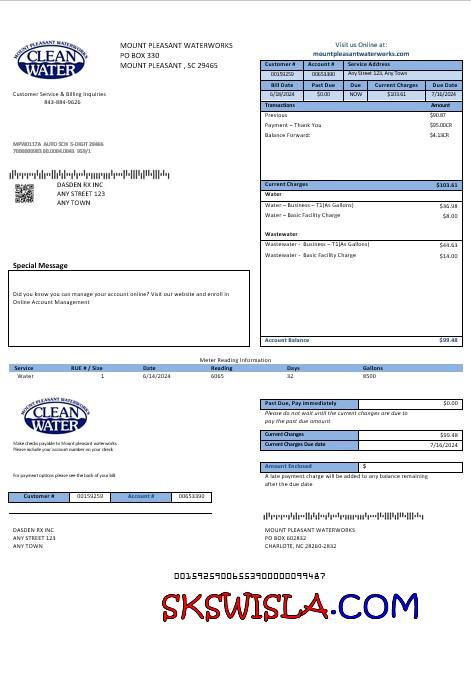 MOUNT PLEASANT WATERWORKS
CLEAN
WATER
MOUNT PLEASANT WATERWORKS
PO BOX 330
MOUNT PLEASANT , SC 29465
Customer Service & Billing Inquiries
843-884-9626
Visit us Online at:
mountpleasantwaterworks.com
Customer # Account # Service Address
00159259 00653390 Any Street 123, Any Town
Bill Date Past Due Due Current Charges Due Date
6/18/2024 $0.00 NOW $103.61 7/16/2024
Transactions Amount
Previous $90.87
Payment – Thank You $95.00CR
Balance Forward: $4.13CR
MPW0117A AUTO SCH 5-DIGIT 29464
7000000983 00.0004.0043 959/1
DASDEN RX INC
ANY STREET 123
ANY TOWN
Current Charges $103.61
Water
Water – Business – T1(As Gallons) $36.98
Water – Basic Facility Charge $8.00
Wastewater
Wastewater - Business – T1(As Gallons) $44.63
Wastewater - Basic Facility Charge $14.00
Account Balance $99.48
Special Message
Did you know you can manage your account online? Visit our website and enroll in
Online Account Management
Meter Reading Information
Service RUE # / Size Date Reading Days Gallons
Water 1 6/14/2024 6065 32 8500
MOUNT PLEASANT WATERWORKS
CLEAN
WATER
Make checks payable to Mount pleasant waterworks
Please include your account number on your check
For payment options please see the back of your bill
Customer # 00159259 Account # 00653390
Past Due, Pay Immediately $0.00
Please do not wait until the current changes are due to
pay the past due amount
Current Charges $99.48
Current Charges Due date 7/16/2024
Amount Enclosed $
A late payment charge will be added to any balance remaining
after the due date
DASDEN RX INC
ANY STREET 123
ANY TOWN
MOUNT PLEASANT WATERWORKS
PO BOX 602832
CHARLOTE, NC 28260-2832
00159259006553900000099487
SKSWISLA.COM